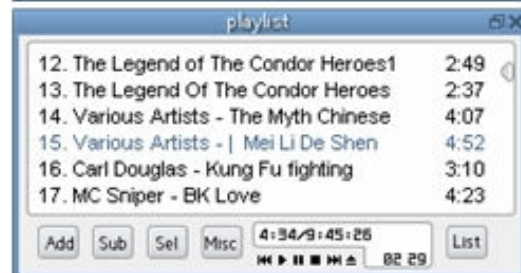 playlist
12. The Legend of The Condor Heroes1 2:49
13. The Legend Of The Condor Heroes 2:37
14. Various Artists - The Myth Chinese 4:07
15. Various Artists - | Mei Li De Shen 4:52
16. Carl Douglas - Kung Fu fighting 3:10
17. MC Sniper - BK Love 4:23
Add Sub Sel Misc 4:34/9:45:26 List
02 29